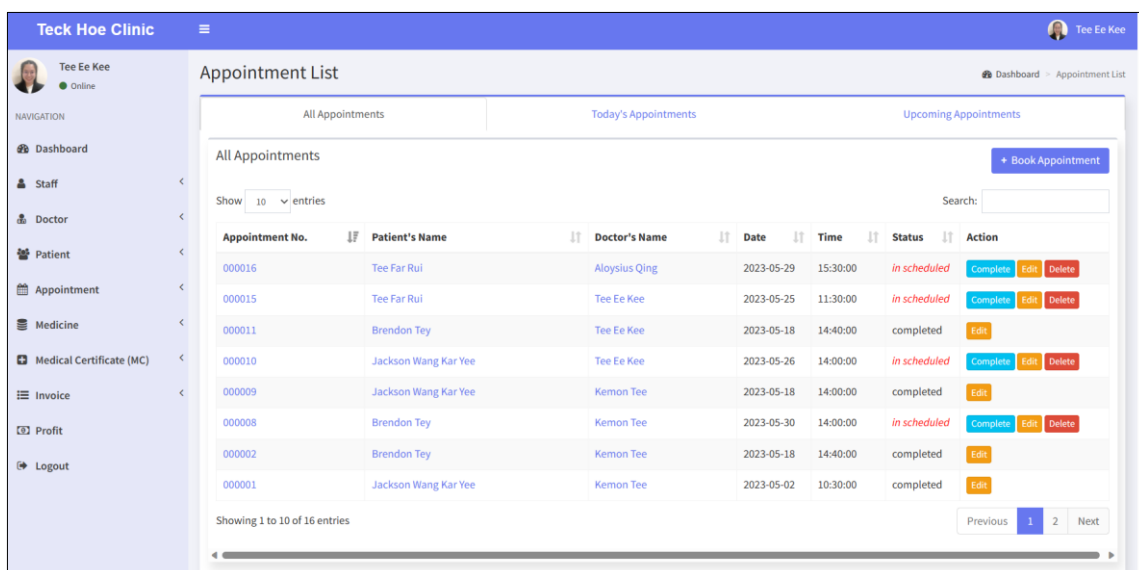 Teck Hoe Clinic
Tee Ee Kee
Tee Ee Kee
Online
NAVIGATION
Dashboard
Staff
Doctor
Patient
Appointment
Medicine
Medical Certificate (MC)
Invoice
Profit
Logout
Appointment List
Dashboard > Appointment List
All Appointments Today's Appointments Upcoming Appointments
All Appointments
+ Book Appointment
Show 10 entries Search:
Appointment No. Patient's Name Doctor's Name Date Time Status Action
000016 Tee Far Rui Aloysius Qing 2023-05-29 15:30:00 in scheduled Complete Edit Delete
000015 Tee Far Rui Tee Ee Kee 2023-05-25 11:30:00 in scheduled Complete Edit Delete
000011 Brendon Tey Tee Ee Kee 2023-05-18 14:40:00 completed Edit
000010 Jackson Wang Kar Yee Tee Ee Kee 2023-05-26 14:00:00 in scheduled Complete Edit Delete
000009 Jackson Wang Kar Yee Kemon Tee 2023-05-18 14:00:00 completed Edit
000008 Brendon Tey Kemon Tee 2023-05-30 14:00:00 in scheduled Complete Edit Delete
000002 Brendon Tey Kemon Tee 2023-05-18 14:40:00 completed Edit
000001 Jackson Wang Kar Yee Kemon Tee 2023-05-02 10:30:00 completed Edit
Showing 1 to 10 of 16 entries
Previous 1 2 Next